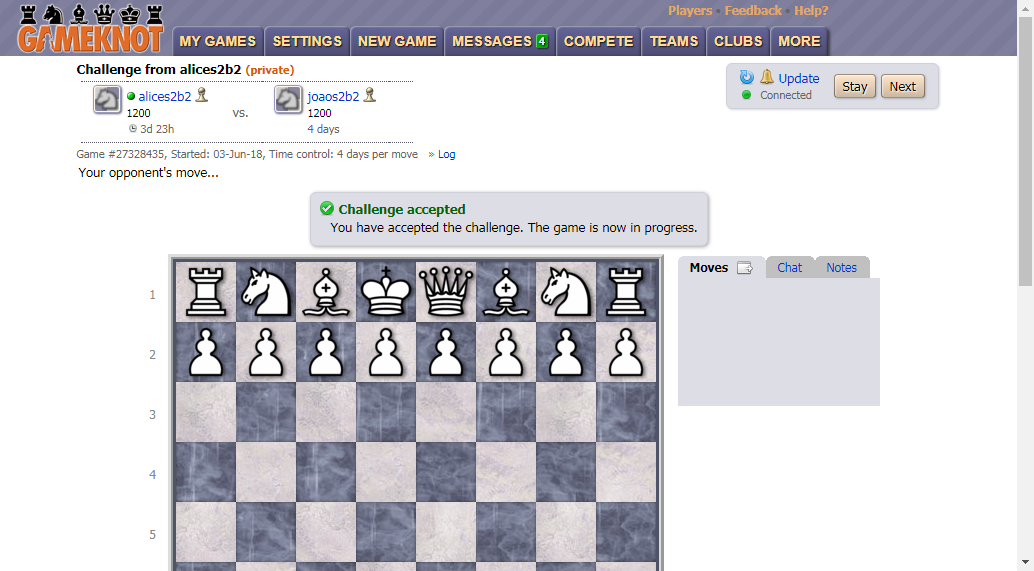 Players • Feedback • Help?
GAMEKNOT
MY GAMES SETTINGS NEW GAME MESSAGES 4 COMPETE TEAMS CLUBS MORE
Challenge from alices2b2 (private)
alices2b2
1200
3d 23h
vs.
joaos2b2
1200
4 days
Update
Connected
Stay
Next
Game #27328435, Started: 03-Jun-18, Time control: 4 days per move » Log
Your opponent's move...
Challenge accepted
You have accepted the challenge. The game is now in progress.
Moves Chat Notes
1
2
3
4
5